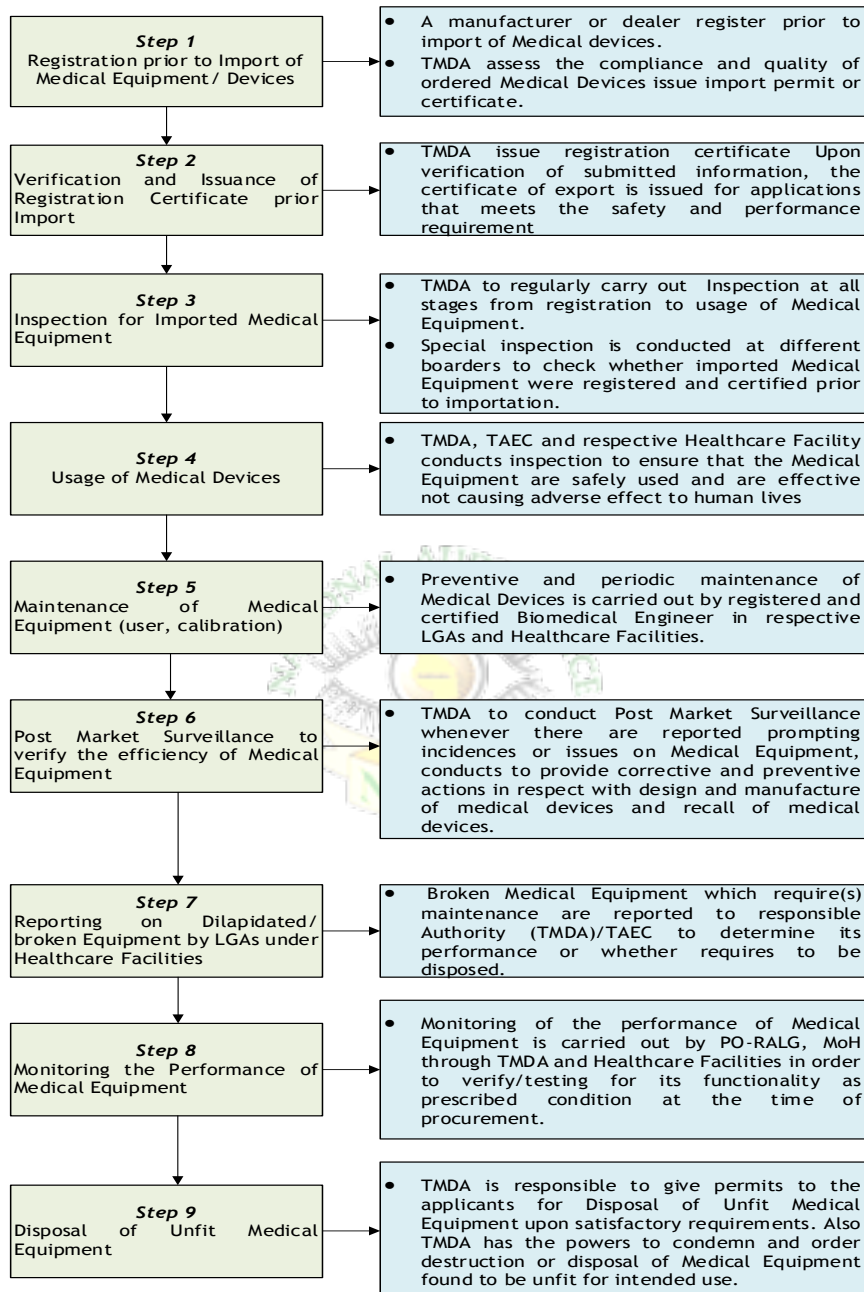 Step 1
Registration prior to Import of
Medical Equipment/ Devices
● A manufacturer or dealer register prior to
import of Medical devices.
● TMDA assess the compliance and quality of
ordered Medical Devices issue import permit or
certificate.
Step 2
Verification and Issuance of
Registration Certificate prior
Import
● TMDA issue registration certificate Upon
verification of submitted information, the
certificate of export is issued for applications
that meets the safety and performance
requirement
Step 3
Inspection for Imported Medical
Equipment
● TMDA to regularly carry out Inspection at all
stages from registration to usage of Medical
Equipment.
● Special inspection is conducted at different
boarders to check whether imported Medical
Equipment were registered and certified prior
to importation.
Step 4
Usage of Medical Devices
● TMDA, TAEC and respective Healthcare Facility
conducts inspection to ensure that the Medical
Equipment are safely used and are effective
not causing adverse effect to human lives
Step 5
Maintenance of Medical
Equipment (user, calibration)
● Preventive and periodic maintenance of
Medical Devices is carried out by registered and
certified Biomedical Engineer in respective
LGAs and Healthcare Facilities.
Step 6
Post Market Surveillance to
verify the efficiency of Medical
Equipment
● TMDA to conduct Post Market Surveillance
whenever there are reported prompting
incidences or issues on Medical Equipment,
conducts to provide corrective and preventive
actions in respect with design and manufacture
of medical devices and recall of medical
devices.
Step 7
Reporting on Dilapidated/
broken Equipment by LGAs under
Healthcare Facilities
● Broken Medical Equipment which require(s)
maintenance are reported to responsible
Authority (TMDA)/TAEC to determine its
performance or whether requires to be
disposed.
Step 8
Monitoring the Performance of
Medical Equipment
● Monitoring of the performance of Medical
Equipment is carried out by PO-RALG, MoH
through TMDA and Healthcare Facilities in order
to verify/testing for its functionality as
prescribed condition at the time of
procurement.
Step 9
Disposal of Unfit Medical
Equipment
● TMDA is responsible to give permits to the
applicants for Disposal of Unfit Medical
Equipment upon satisfactory requirements. Also
TMDA has the powers to condemn and order
destruction or disposal of Medical Equipment
found to be unfit for intended use.